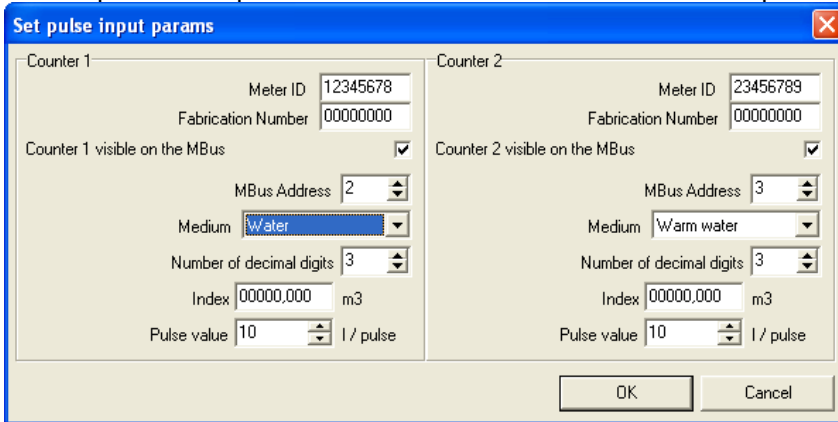 Set pulse input params
Counter 1
Meter ID 12345678
Fabrication Number 00000000
Counter 1 visible on the MBus
MBus Address 2
Medium Water
Number of decimal digits 3
Index 00000,000 m3
Pulse value 10 l / pulse
Counter 2
Meter ID 23456789
Fabrication Number 00000000
Counter 2 visible on the MBus
MBus Address 3
Medium Warm water
Number of decimal digits 3
Index 00000,000 m3
Pulse value 10 l / pulse
OK Cancel